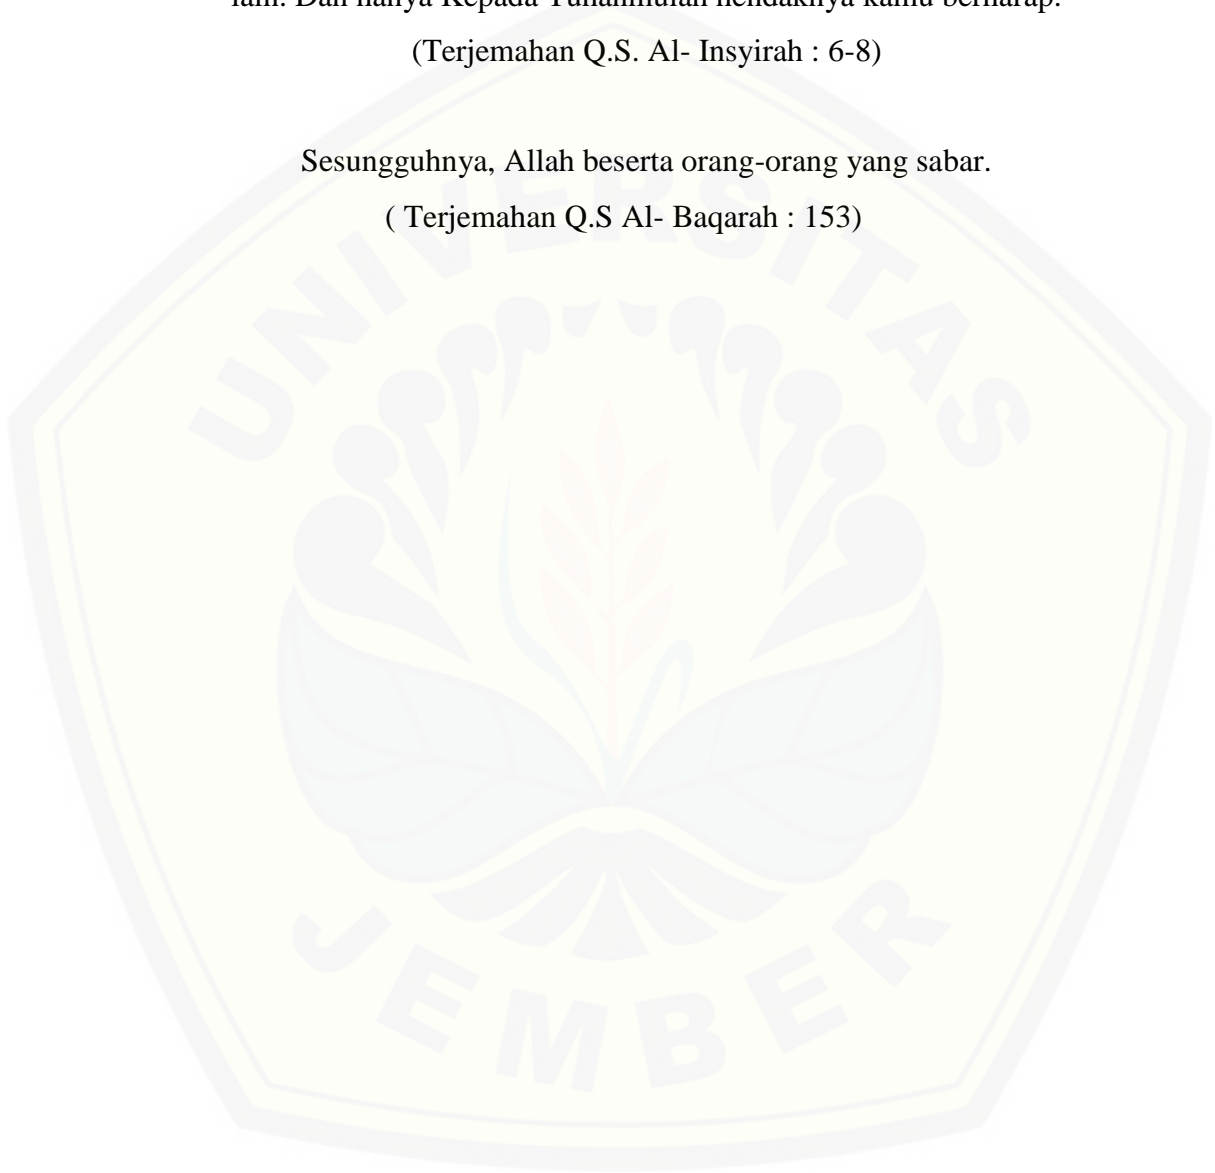 lain. Dan hanya Kepada Tuhanmulah hendaknya kamu berharap.
(Terjemahan Q.S. Al- Insyirah : 6-8)
Sesungguhnya, Allah beserta orang-orang yang sabar.
( Terjemahan Q.S Al- Baqarah : 153)
UNIVERSITAS
JEMBER